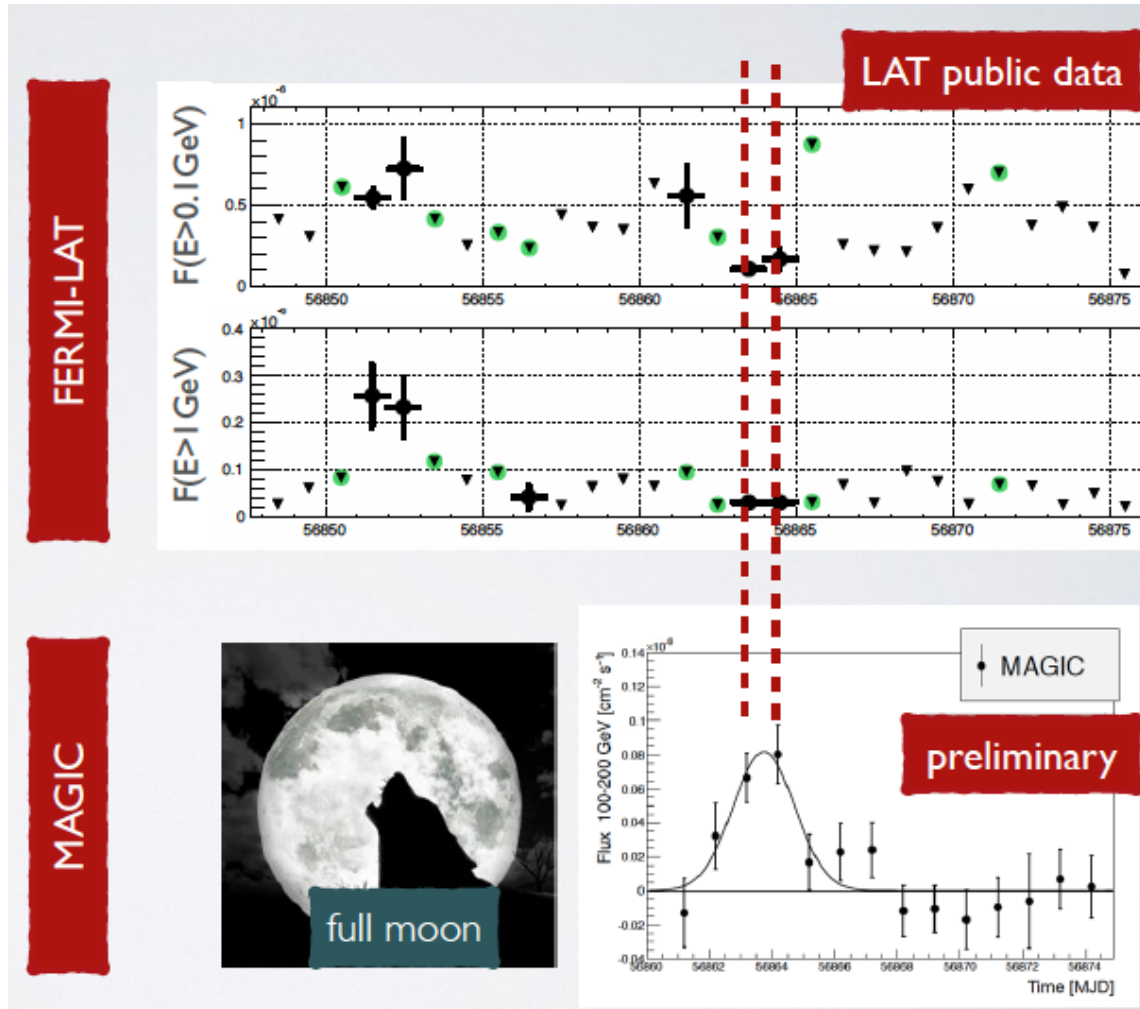 LAT public data
FERMI-LAT
F(E>0.1GeV)
×10⁻⁶
1
0.5
0
56850 56855 56860 56865 56870 56875
F(E>1GeV)
0.4
0.3
0.2
0.1
0
56850 56855 56860 56865 56870 56875
MAGIC
full moon
Flux 100-200 GeV [cm⁻² s⁻¹]
0.14
0.12
0.1
0.08
0.06
0.04
0.02
0
-0.02
-0.04
MAGIC
preliminary
56860 56862 56864 56866 56868 56870 56872 56874
Time [MJD]